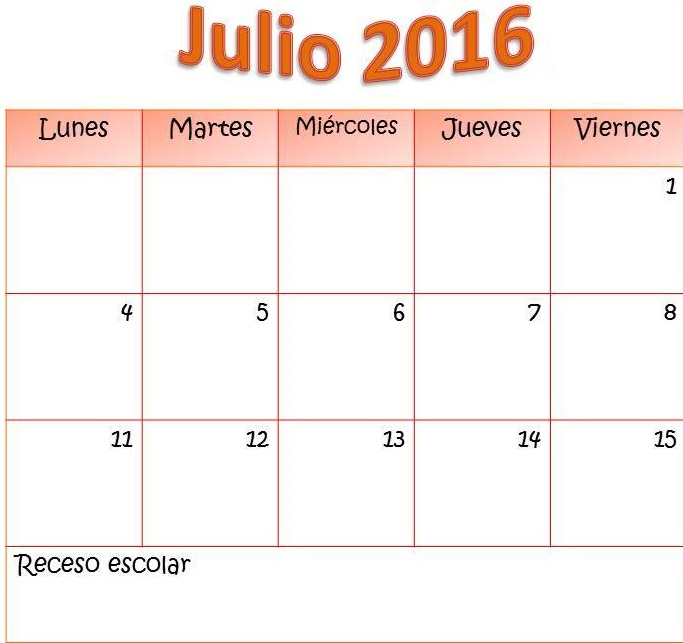 Julio 2016
Lunes Martes Miércoles Jueves Viernes
1
4 5 6 7 8
11 12 13 14 15
Receso escolar